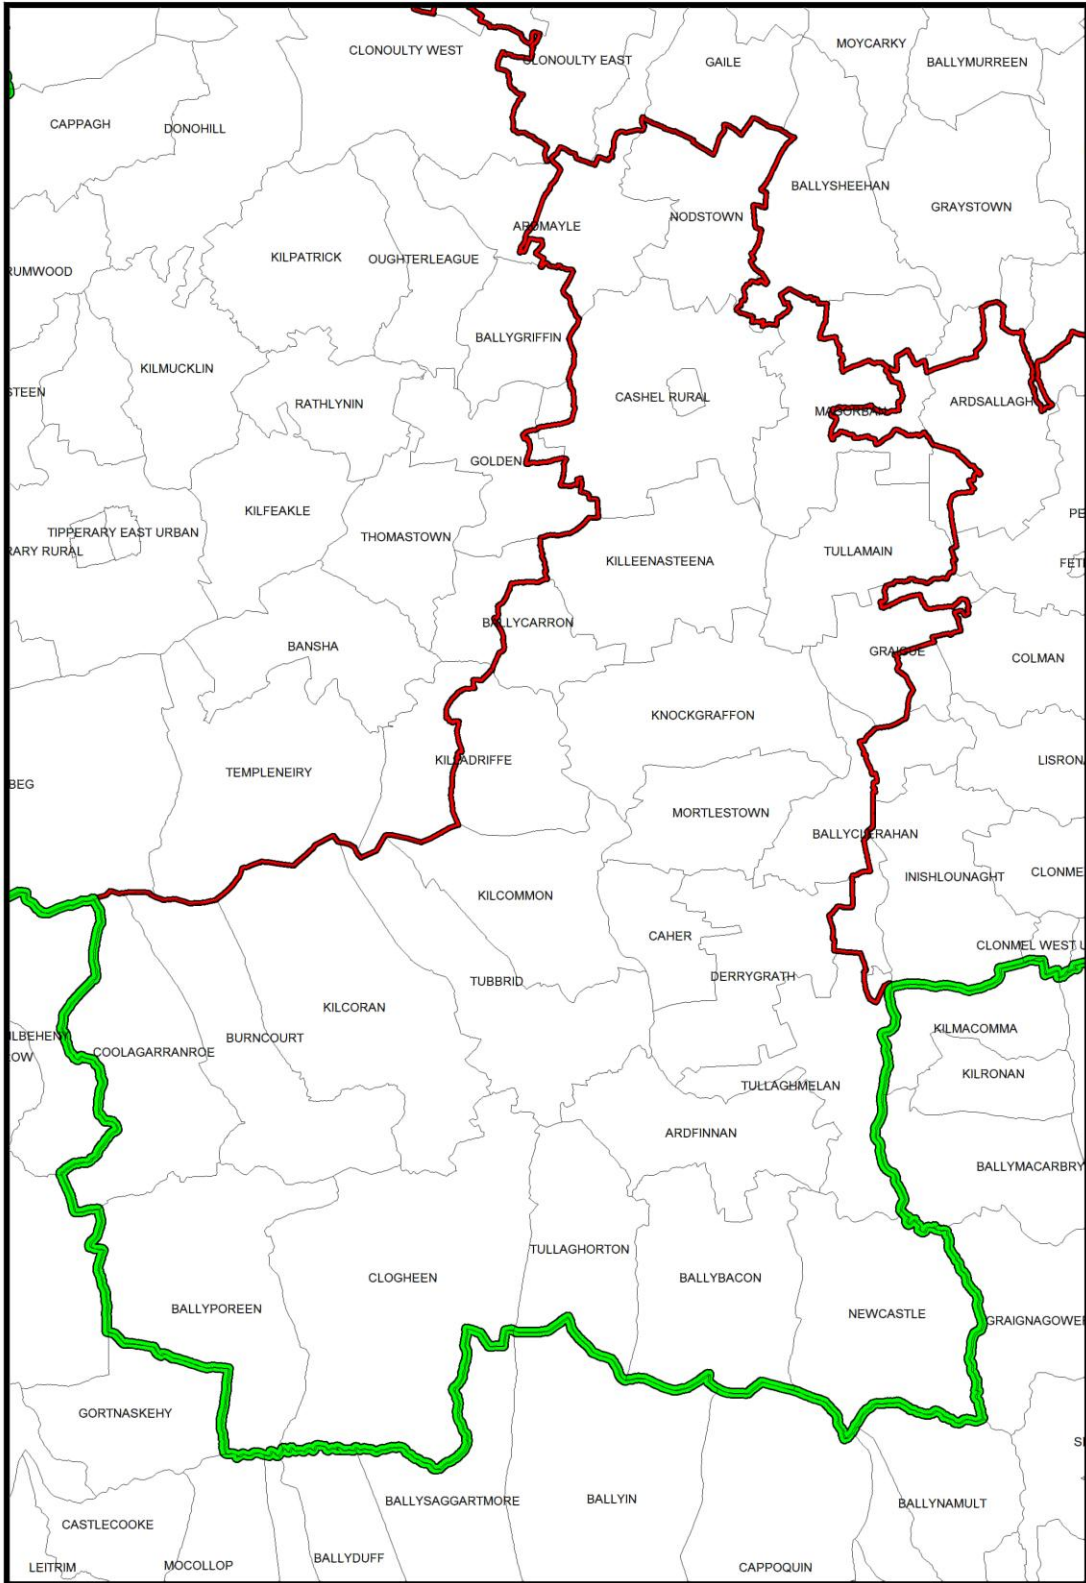 CLONOULTY WEST
CLONOULTY EAST
GAILE
MOYCARKY
BALLYMURREEN
CAPPAGH
DONOHILL
BALLYSHEEHAN
GRAYSTOWN
NODSTOWN
ARDMAYLE
KILPATRICK
OUGHTERLEAGUE
RUMWOOD
BALLYGRIFFIN
KILMUCKLIN
STEEN
RATHLYNIN
CASHEL RURAL
MAGORBAN
ARDSALLAGH
GOLDEN
KILFEAKLE
PE
TIPPERARY EAST URBAN
THOMASTOWN
RARY RURAL
TULLAMAIN
KILLEENASTEENA
FETH
BALLYCARRON
BANSHA
GRAIGUE
COLMAN
KNOCKGRAFFON
TEMPLENEIRY
KILLADRIFFE
LISRONA
BEG
MORTLESTOWN
BALLYCLERAHAN
CLONME
INISHLOUNAGHT
KILCOMMON
CAHER
CLONMEL WEST U
DERRYGRATH
TUBBRID
KILCORAN
KILMACOMMA
ILBEHENY
BURNCOURT
COOLAGARRANROE
OW
KILRONAN
TULLAGHMELAN
ARDFINNAN
BALLYMACARBRY
TULLAGHORTON
CLOGHEEN
BALLYBACON
BALLYPOREEN
NEWCASTLE
GRAIGNAGOWER
GORTNASKEHY
BALLYSAGGARTMORE
BALLYIN
BALLYNAMULT
CASTLECOOKE
BALLYDUFF
LEITRIM
MOCOLLOP
CAPPOQUIN